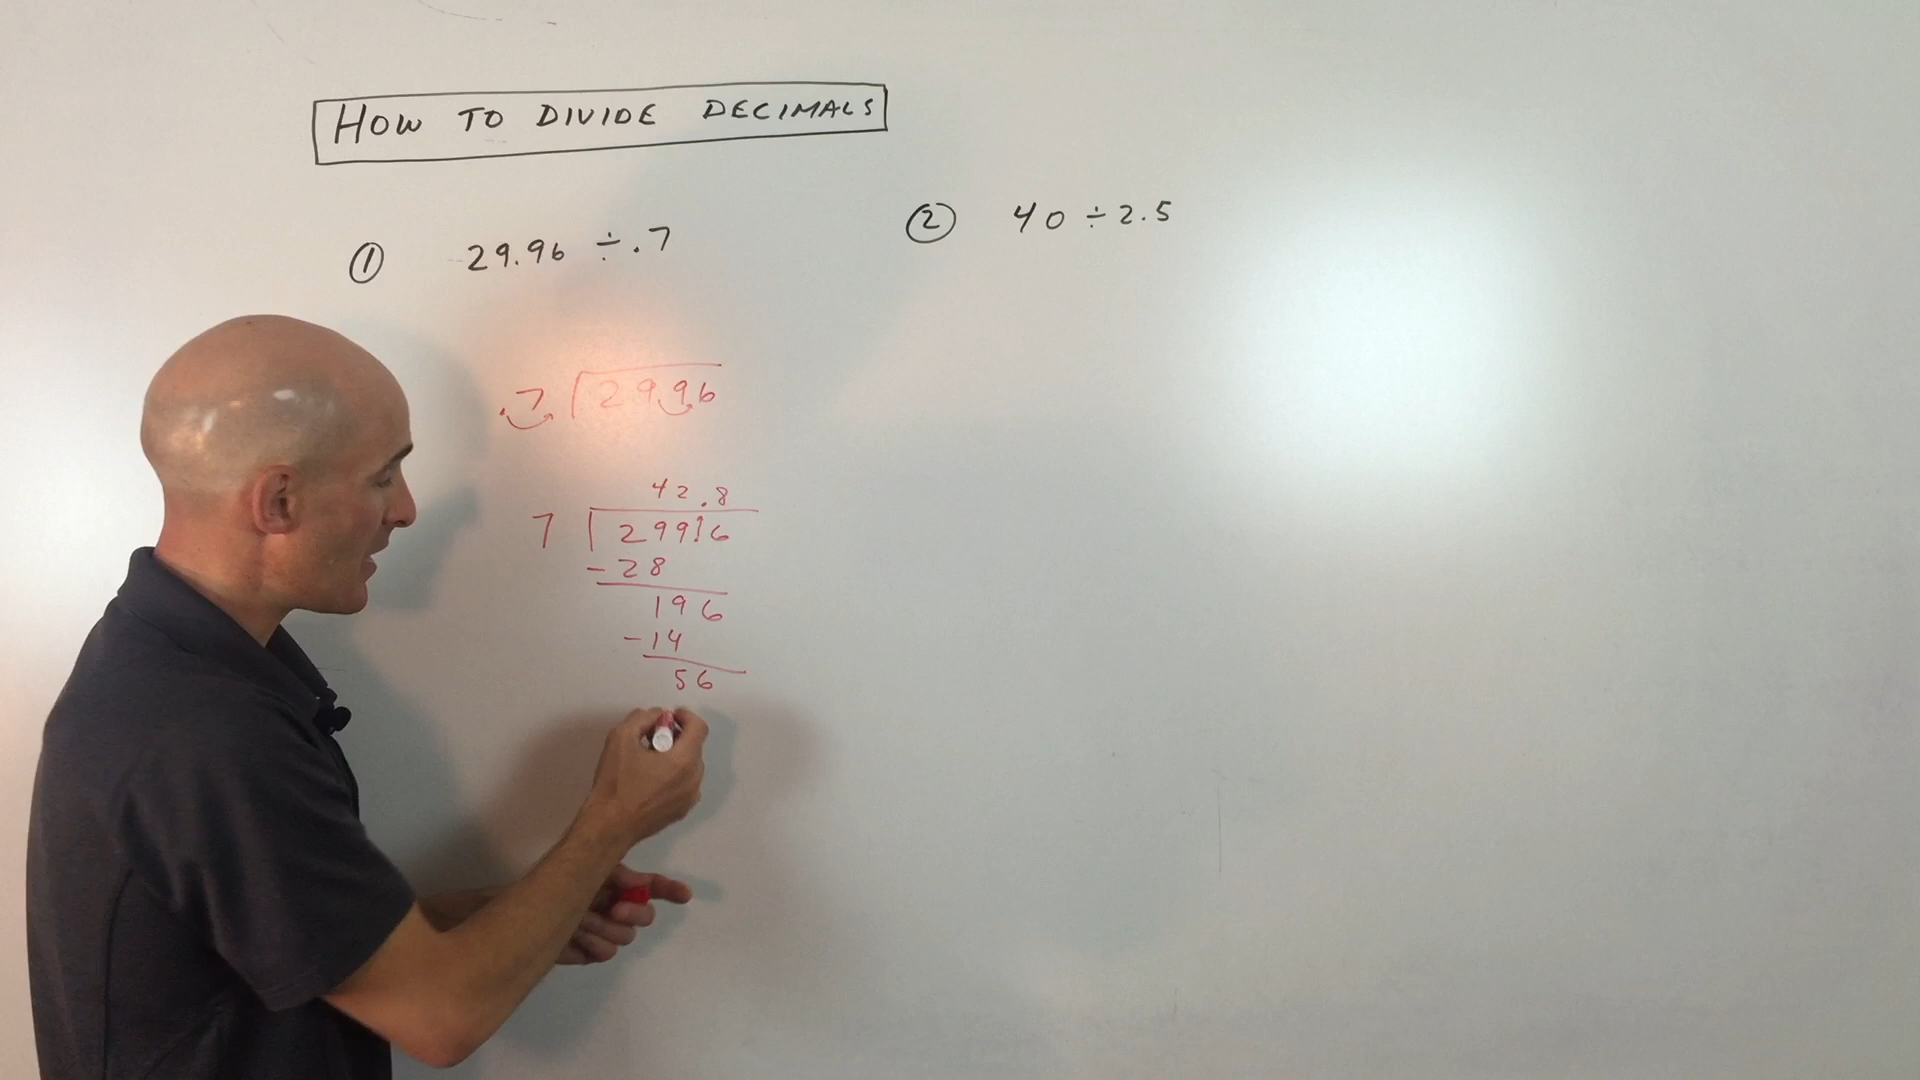 HOW TO DIVIDE DECIMALS
① 29.96 ÷ .7
.7 2996
42.8
7 299.6
-28
196
-14
56
② 40 ÷ 2.5